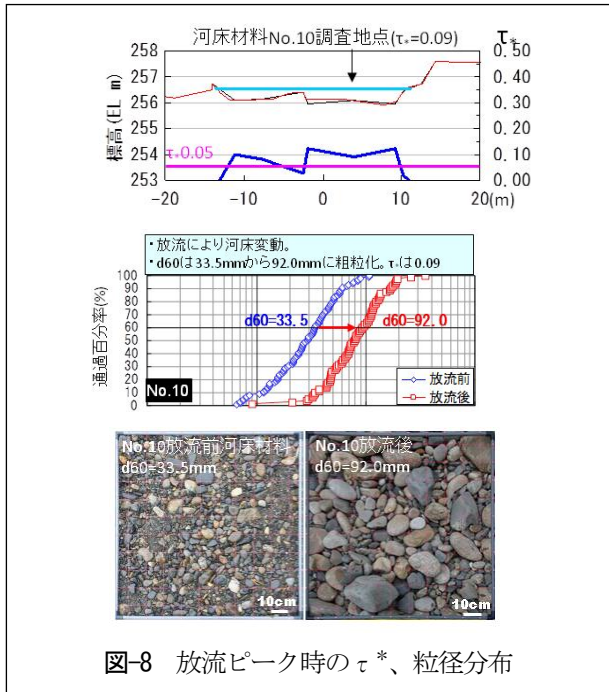 河床材料No.10調査地点(τ*=0.09)
τ*
258
257
256
255
254
253
標高(EL m)
0.50
0.40
0.30
0.20
0.10
0.00
τ*0.05
-20
-10
0
10
20(m)
・放流により河床変動。
・d60は33.5mmから92.0mmに粗粒化。τ*は0.09
通過百分率(%)
100
90
80
70
60
50
40
30
20
10
0
d60=33.5
d60=92.0
No.10
放流前
放流後
No.10放流前河床材料
d60=33.5mm
10cm
No.10放流後
d60=92.0mm
10cm
図-8 放流ピーク時のτ*、粒径分布